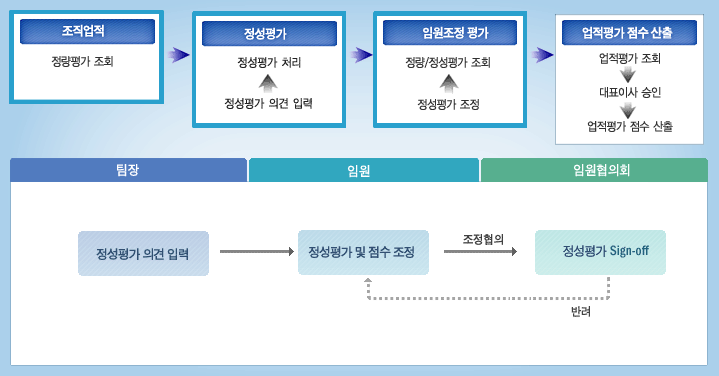 조직업적
정량평가 조회
정성평가
정성평가 처리
정성평가 의견 입력
임원조정 평가
정량/정성평가 조회
정성평가 조정
업적평가 점수 산출
업적평가 조회
대표이사 승인
업적평가 점수 산출
팀장
임원
임원협의회
정성평가 의견 입력
정성평가 및 점수 조정
조정협의
정성평가 Sign-off
반려